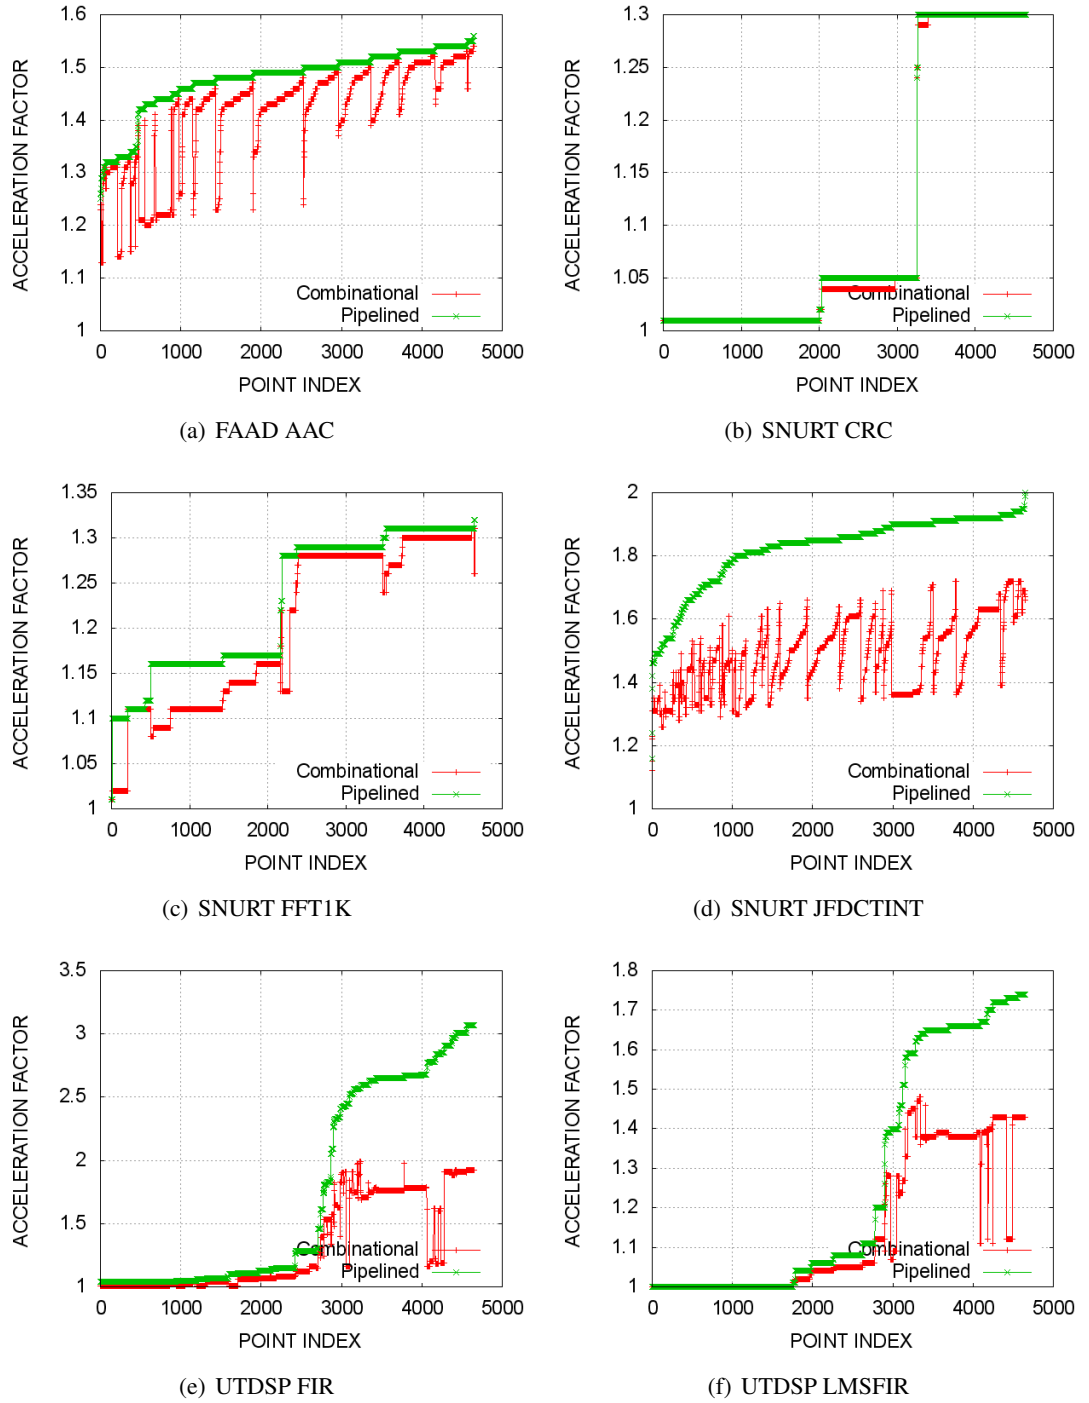 1.6
1.5
1.4
1.3
1.2
1.1
1
ACCELERATION FACTOR
Combinational
Pipelined
0 1000 2000 3000 4000 5000
POINT INDEX
(a) FAAD AAC
1.3
1.25
1.2
1.15
1.1
1.05
1
ACCELERATION FACTOR
Combinational
Pipelined
0 1000 2000 3000 4000 5000
POINT INDEX
(b) SNURT CRC
1.35
1.3
1.25
1.2
1.15
1.1
1.05
1
ACCELERATION FACTOR
Combinational
Pipelined
0 1000 2000 3000 4000 5000
POINT INDEX
(c) SNURT FFT1K
2
1.8
1.6
1.4
1.2
1
ACCELERATION FACTOR
Combinational
Pipelined
0 1000 2000 3000 4000 5000
POINT INDEX
(d) SNURT JFDCTINT
3.5
3
2.5
2
1.5
1
ACCELERATION FACTOR
Combinational
Pipelined
0 1000 2000 3000 4000 5000
POINT INDEX
(e) UTDSP FIR
1.8
1.7
1.6
1.5
1.4
1.3
1.2
1.1
1
ACCELERATION FACTOR
Combinational
Pipelined
0 1000 2000 3000 4000 5000
POINT INDEX
(f) UTDSP LMSFIR